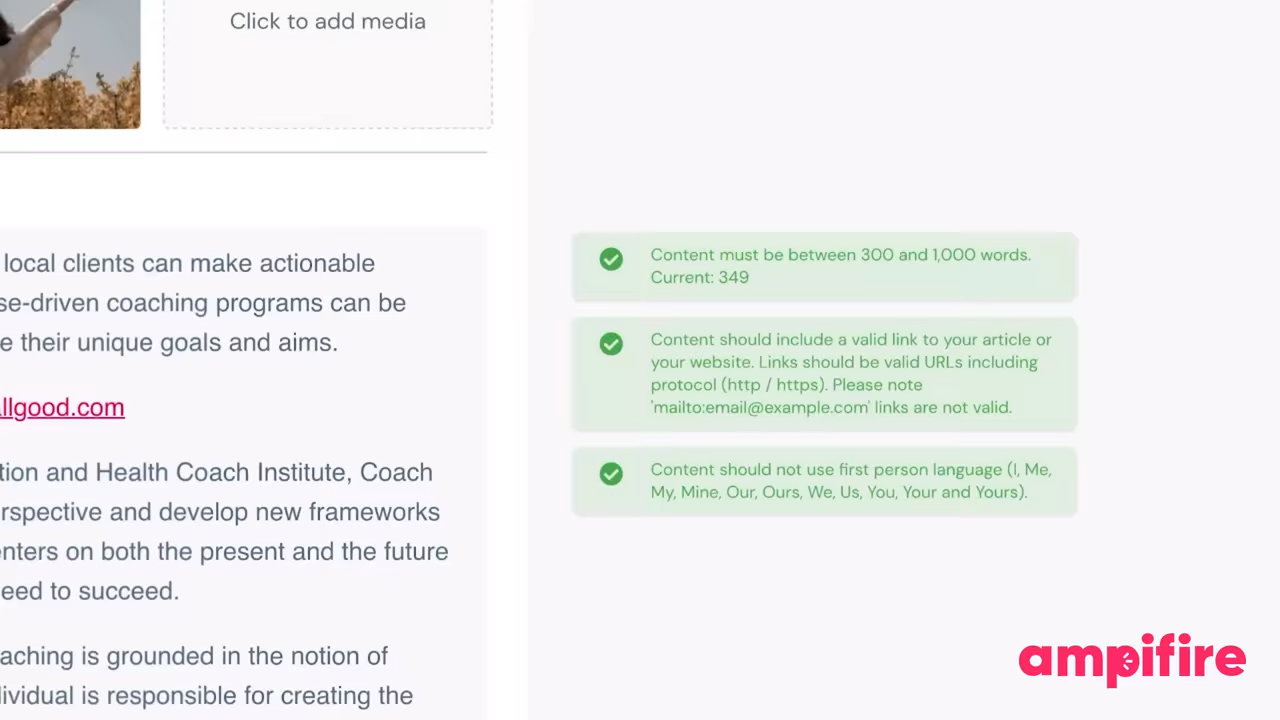 Click to add media
local clients can make actionable
se-driven coaching programs can be
e their unique goals and aims.
llgood.com
tion and Health Coach Institute, Coach
rspective and develop new frameworks
enters on both the present and the future
eed to succeed.
aching is grounded in the notion of
dividual is responsible for creating the
Content must be between 300 and 1,000 words.
Current: 349
Content should include a valid link to your article or
your website. Links should be valid URLs including
protocol (http / https). Please note
'mailto:email@example.com' links are not valid.
Content should not use first person language (I, Me,
My, Mine, Our, Ours, We, Us, You, Your and Yours).
ampifire